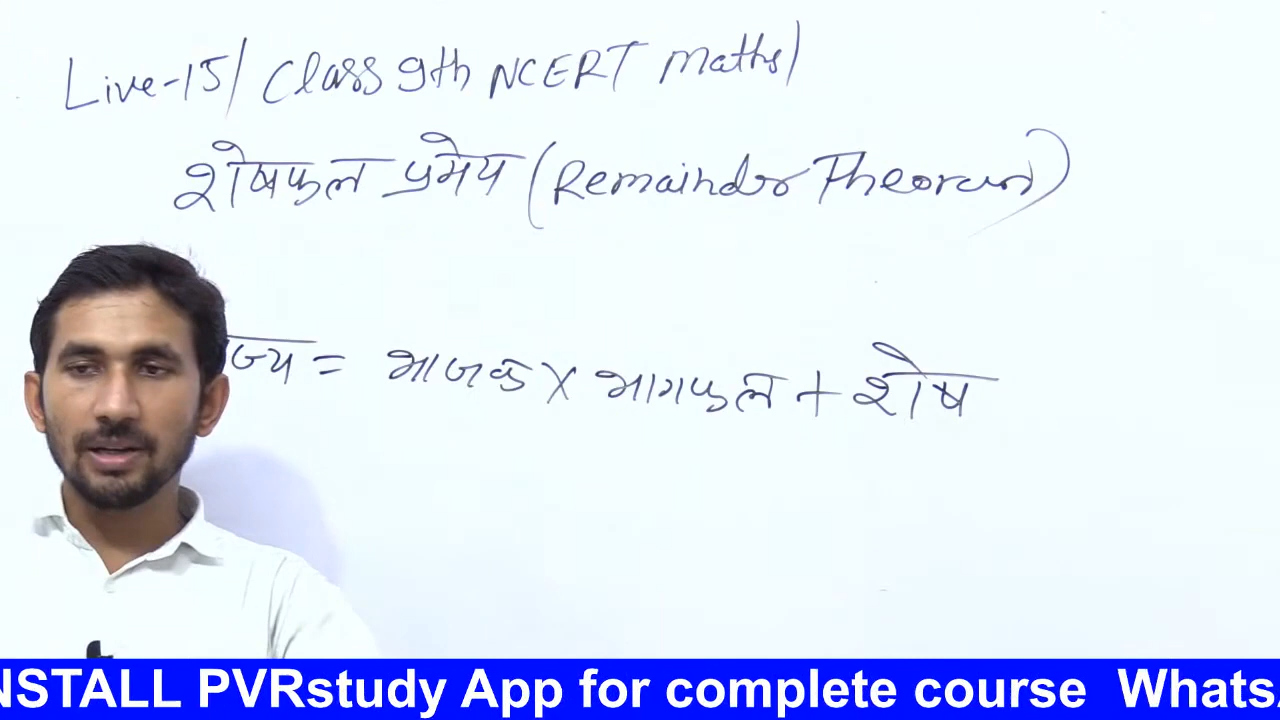 Live-15/ Class 9th NCERT Maths/
शेषफल प्रमेय (Remainder Theorem)
ज्य = भाजक × भागफल + शेष
NSTALL PVRstudy App for complete course Whats